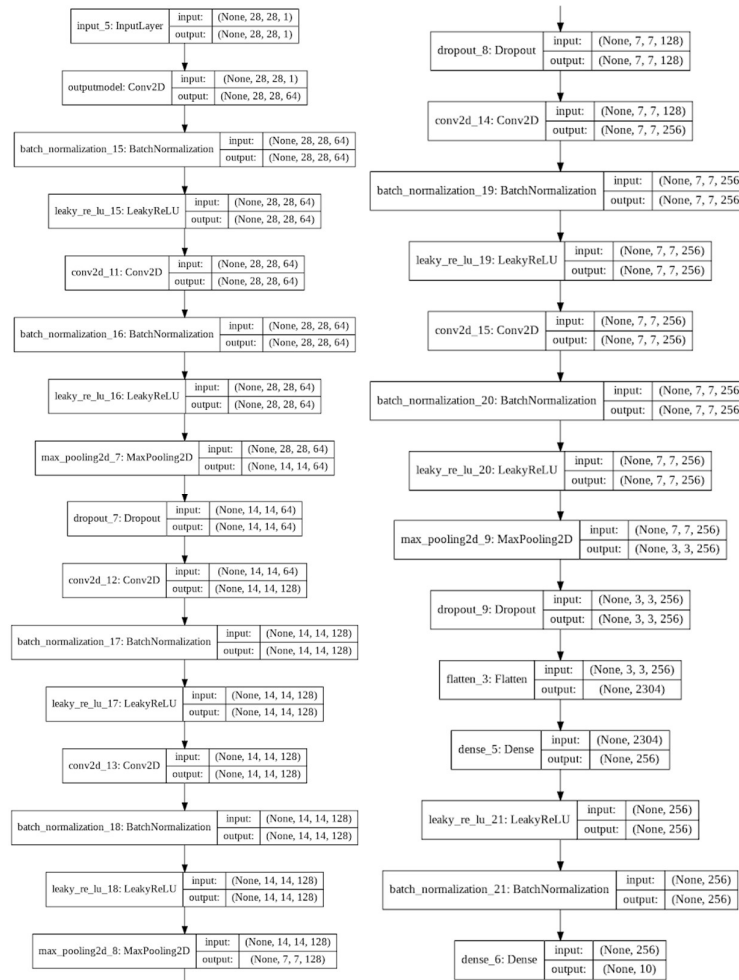 input_5: InputLayer
input: (None, 28, 28, 1)
output: (None, 28, 28, 1)
outputmodel: Conv2D
input: (None, 28, 28, 1)
output: (None, 28, 28, 64)
batch_normalization_15: BatchNormalization
input: (None, 28, 28, 64)
output: (None, 28, 28, 64)
leaky_re_lu_15: LeakyReLU
input: (None, 28, 28, 64)
output: (None, 28, 28, 64)
conv2d_11: Conv2D
input: (None, 28, 28, 64)
output: (None, 28, 28, 64)
batch_normalization_16: BatchNormalization
input: (None, 28, 28, 64)
output: (None, 28, 28, 64)
leaky_re_lu_16: LeakyReLU
input: (None, 28, 28, 64)
output: (None, 28, 28, 64)
max_pooling2d_7: MaxPooling2D
input: (None, 28, 28, 64)
output: (None, 14, 14, 64)
dropout_7: Dropout
input: (None, 14, 14, 64)
output: (None, 14, 14, 64)
conv2d_12: Conv2D
input: (None, 14, 14, 64)
output: (None, 14, 14, 128)
batch_normalization_17: BatchNormalization
input: (None, 14, 14, 128)
output: (None, 14, 14, 128)
leaky_re_lu_17: LeakyReLU
input: (None, 14, 14, 128)
output: (None, 14, 14, 128)
conv2d_13: Conv2D
input: (None, 14, 14, 128)
output: (None, 14, 14, 128)
batch_normalization_18: BatchNormalization
input: (None, 14, 14, 128)
output: (None, 14, 14, 128)
leaky_re_lu_18: LeakyReLU
input: (None, 14, 14, 128)
output: (None, 14, 14, 128)
max_pooling2d_8: MaxPooling2D
input: (None, 14, 14, 128)
output: (None, 7, 7, 128)
dropout_8: Dropout
input: (None, 7, 7, 128)
output: (None, 7, 7, 128)
conv2d_14: Conv2D
input: (None, 7, 7, 128)
output: (None, 7, 7, 256)
batch_normalization_19: BatchNormalization
input: (None, 7, 7, 256
output: (None, 7, 7, 256
leaky_re_lu_19: LeakyReLU
input: (None, 7, 7, 256)
output: (None, 7, 7, 256)
conv2d_15: Conv2D
input: (None, 7, 7, 256)
output: (None, 7, 7, 256)
batch_normalization_20: BatchNormalization
input: (None, 7, 7, 256
output: (None, 7, 7, 256
leaky_re_lu_20: LeakyReLU
input: (None, 7, 7, 256)
output: (None, 7, 7, 256)
max_pooling2d_9: MaxPooling2D
input: (None, 7, 7, 256)
output: (None, 3, 3, 256)
dropout_9: Dropout
input: (None, 3, 3, 256)
output: (None, 3, 3, 256)
flatten_3: Flatten
input: (None, 3, 3, 256)
output: (None, 2304)
dense_5: Dense
input: (None, 2304)
output: (None, 256)
leaky_re_lu_21: LeakyReLU
input: (None, 256)
output: (None, 256)
batch_normalization_21: BatchNormalization
input: (None, 256)
output: (None, 256)
dense_6: Dense
input: (None, 256)
output: (None, 10)